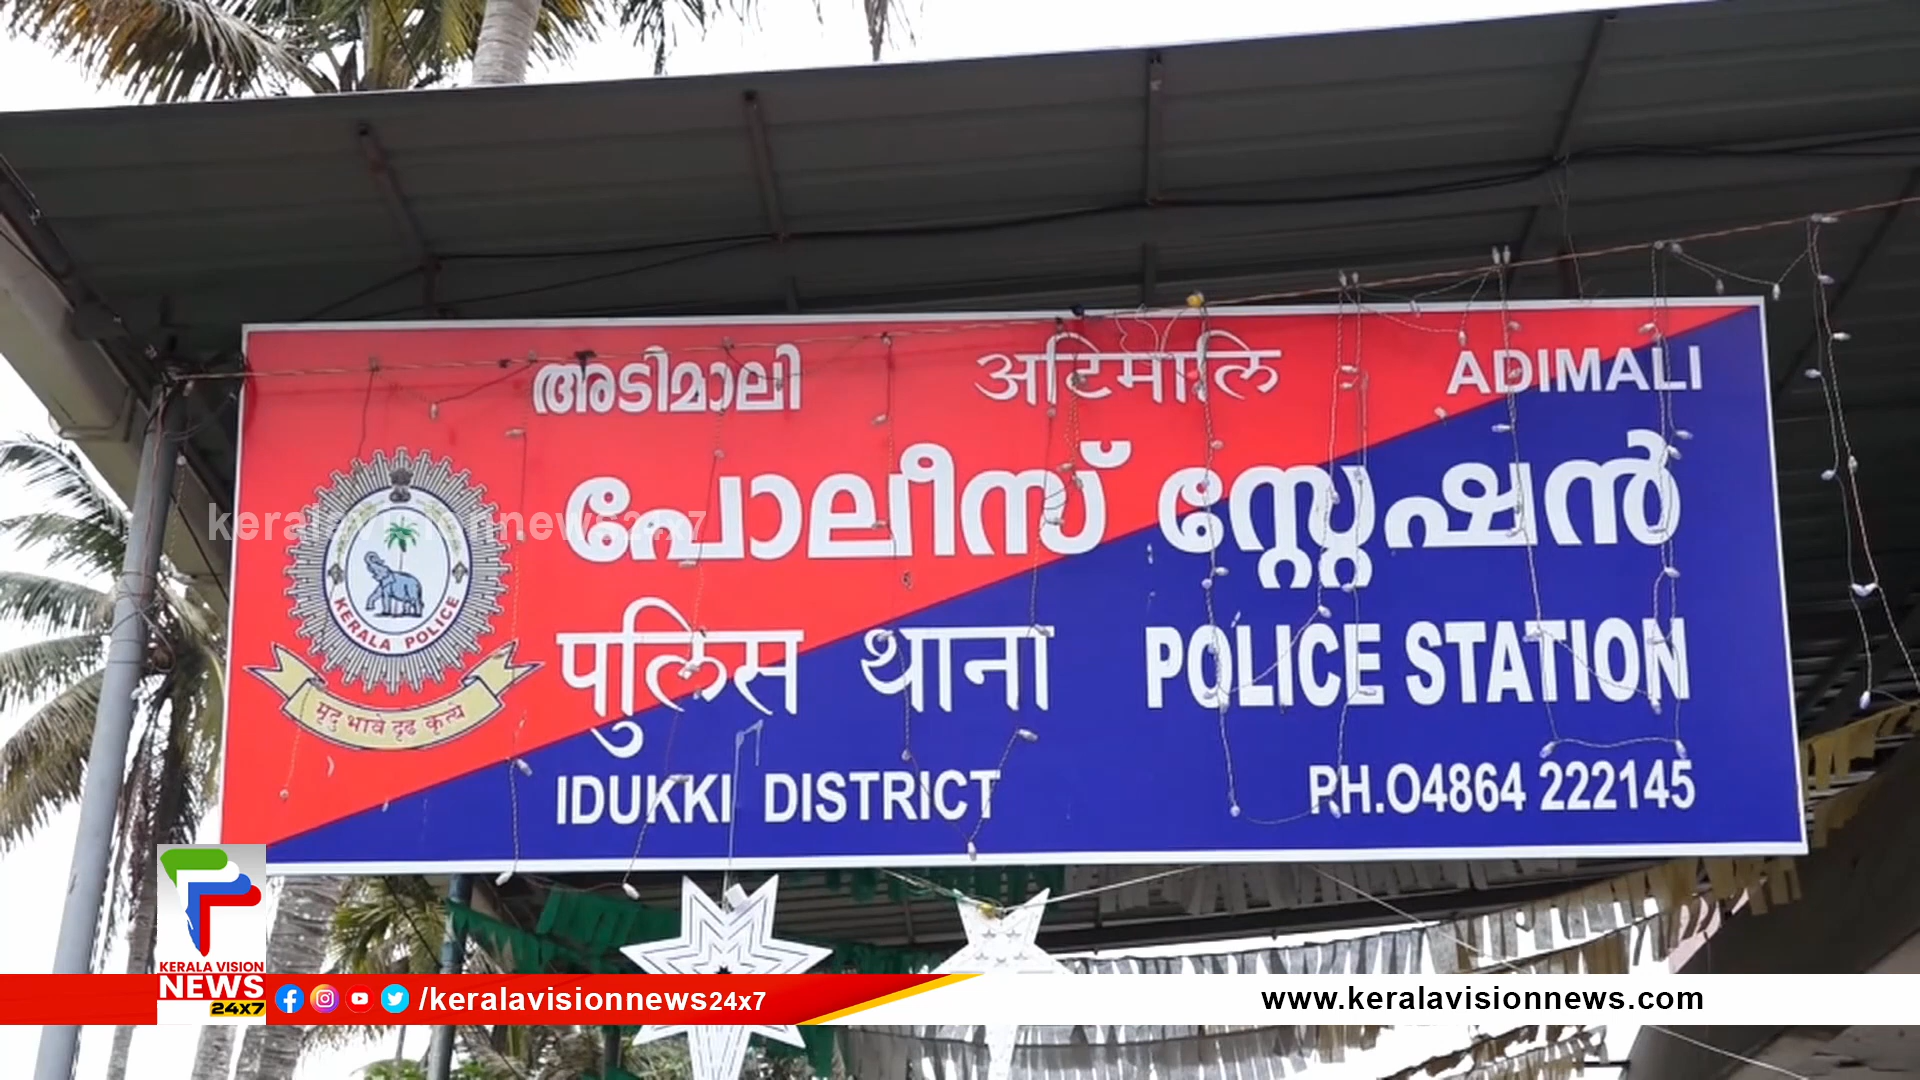 അടിമാലി अटिमालि ADIMALI
പോലീസ് സ്റ്റേഷൻ
पुलिस थाना POLICE STATION
IDUKKI DISTRICT PH.04864 222145
KERALA POLICE
मृदु भावे दृढ कृत्ये
keralavisionnews24x7
KERALA VISION
NEWS
24x7
/keralavisionnews24x7
www.keralavisionnews.com